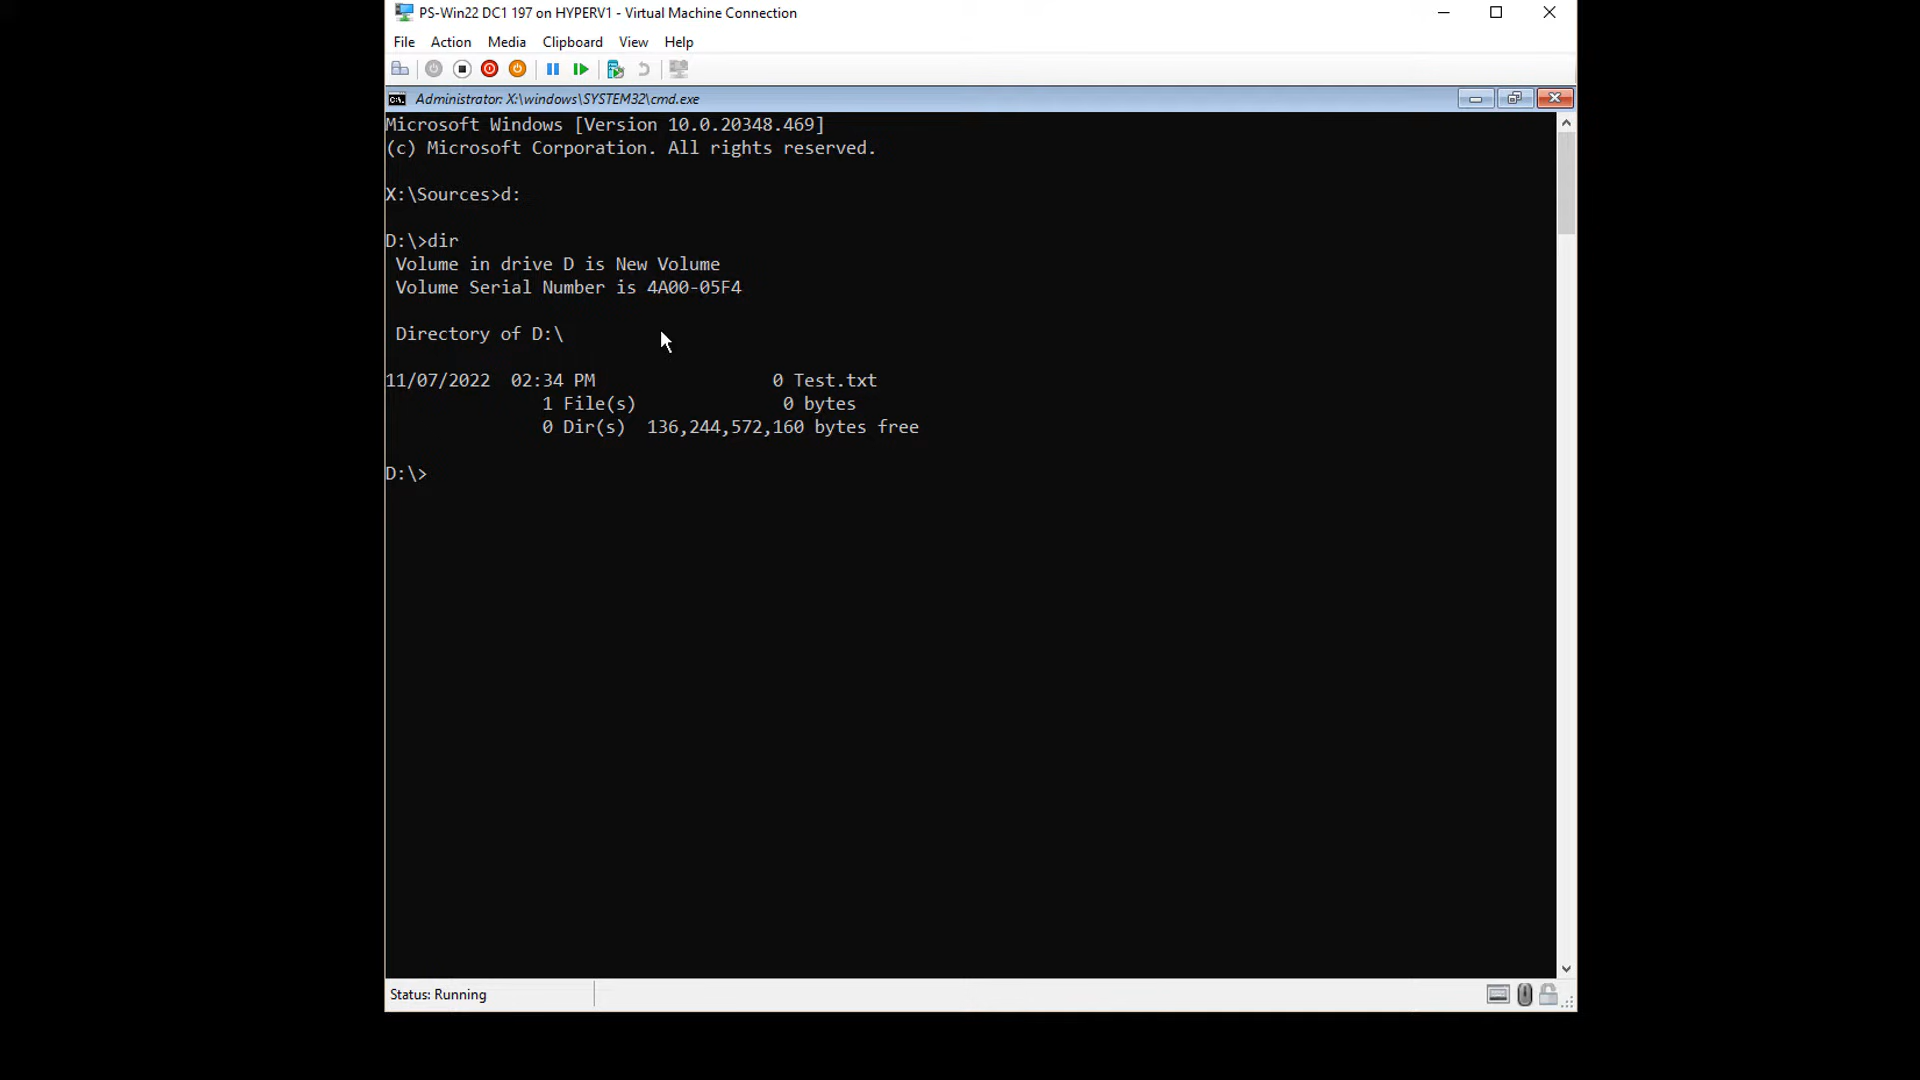 PS-Win22 DC1 197 on HYPERV1 - Virtual Machine Connection
File Action Media Clipboard View Help
Administrator: X:\windows\SYSTEM32\cmd.exe
Microsoft Windows [Version 10.0.20348.469]
(c) Microsoft Corporation. All rights reserved.
X:\Sources>d:
D:\>dir
Volume in drive D is New Volume
Volume Serial Number is 4A00-05F4
Directory of D:\
11/07/2022 02:34 PM 0 Test.txt
1 File(s) 0 bytes
0 Dir(s) 136,244,572,160 bytes free
D:\>
Status: Running